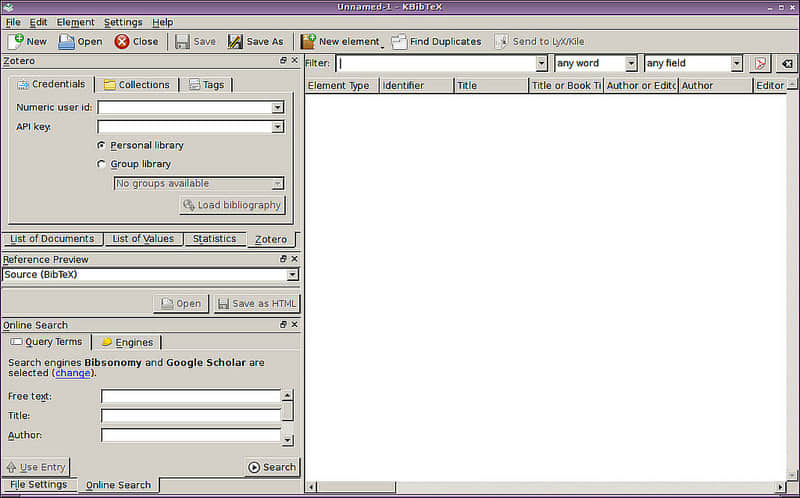 Unnamed-1 - KBibTeX
File Edit Element Settings Help
New Open Close Save Save As New element Find Duplicates Send to LyX/Kile
Zotero
Credentials Collections Tags
Numeric user id:
API key:
Personal library
Group library
No groups available
Load bibliography
List of Documents List of Values Statistics Zotero
Reference Preview
Source (BibTeX)
Open Save as HTML
Online Search
Query Terms Engines
Search engines Bibsonomy and Google Scholar are
selected (change).
Free text:
Title:
Author:
Use Entry Search
File Settings Online Search
Filter: any word any field
Element Type Identifier Title Title or Book Ti Author or Edito Author Editor